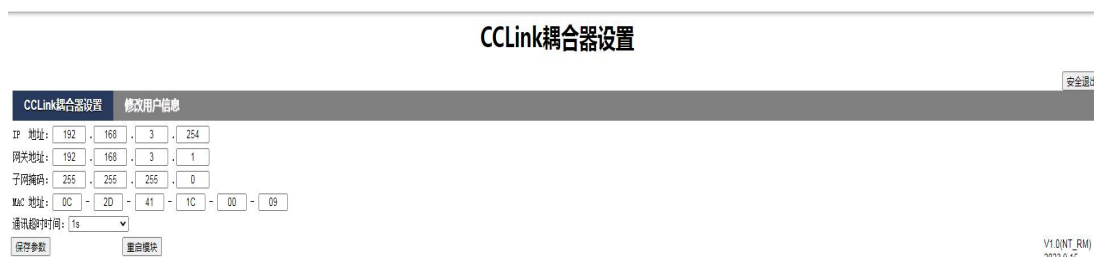 CCLink耦合器设置
安全退出
CCLink耦合器设置 修改用户信息
IP 地址: 192 . 168 . 3 . 254
网关地址: 192 . 168 . 3 . 1
子网掩码: 255 . 255 . 255 . 0
MAC 地址: 0C - 2D - 41 - 1C - 00 - 09
通讯超时时间: 1s
保存参数 重启模块
V1.0(NT_RM)